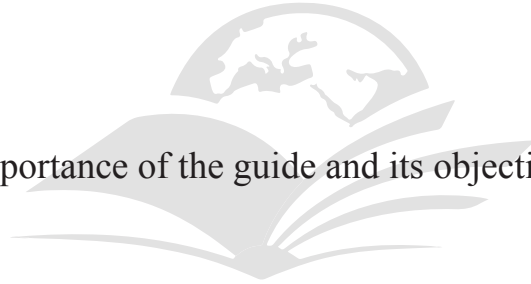 portance of the guide and its objecti